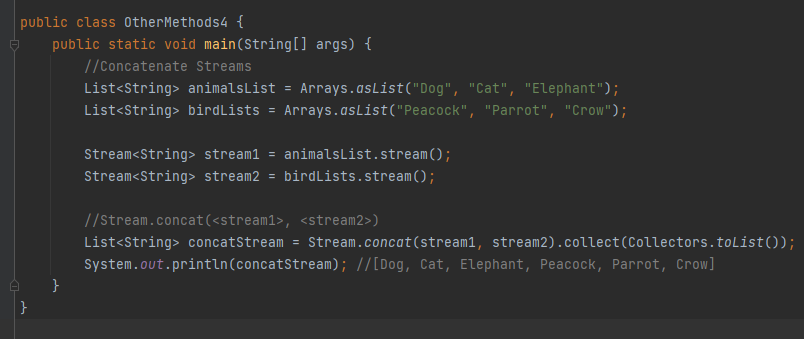 public class OtherMethods4 {
    public static void main(String[] args) {
        //Concatenate Streams
        List<String> animalsList = Arrays.asList("Dog", "Cat", "Elephant");
        List<String> birdLists = Arrays.asList("Peacock", "Parrot", "Crow");

        Stream<String> stream1 = animalsList.stream();
        Stream<String> stream2 = birdLists.stream();

        //Stream.concat(<stream1>, <stream2>)
        List<String> concatStream = Stream.concat(stream1, stream2).collect(Collectors.toList());
        System.out.println(concatStream); //[Dog, Cat, Elephant, Peacock, Parrot, Crow]
    }
}